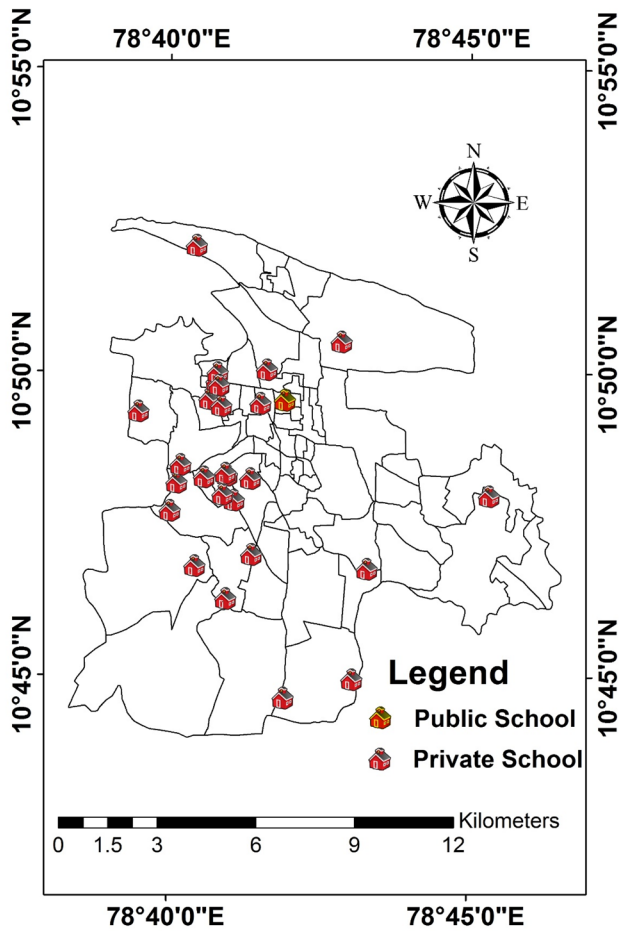 78°40'0"E 78°45'0"E
10°55'0"N 10°55'0"N
N
W E
S
10°50'0"N 10°50'0"N
10°45'0"N 10°45'0"N
Legend
Public School
Private School
Kilometers
0 1.5 3 6 9 12
78°40'0"E 78°45'0"E